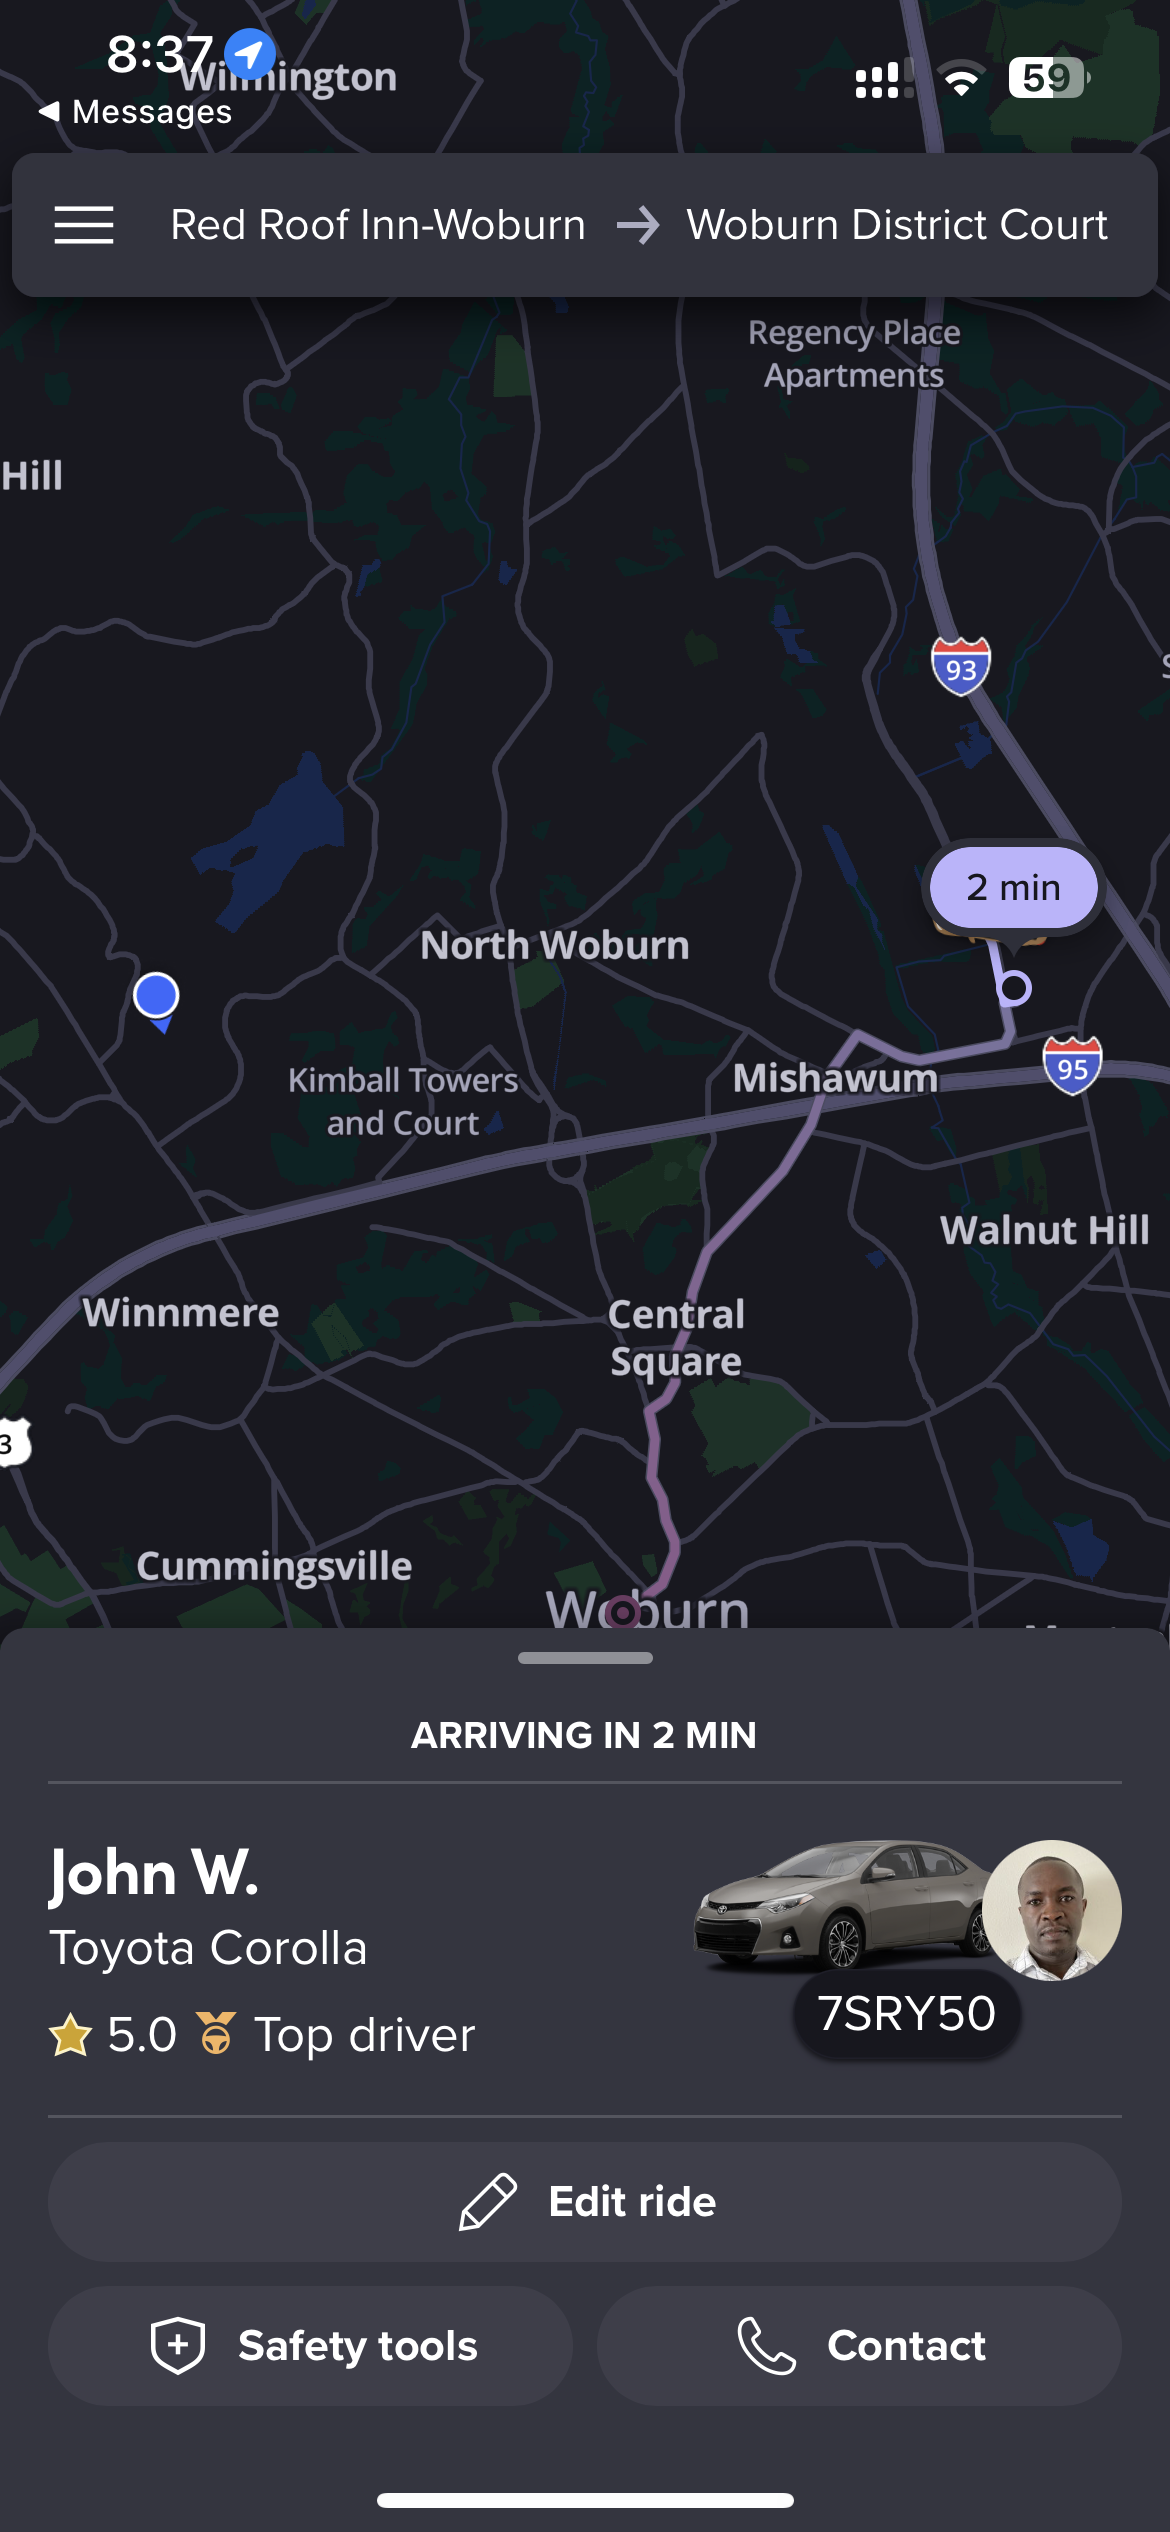 8:37
Wilmington
59
Messages
Red Roof Inn-Woburn → Woburn District Court
Regency Place
Apartments
Hill
93
2 min
North Woburn
Kimball Towers
and Court
Mishawum
95
Walnut Hill
Winnmere
Central
Square
3
Cummingsville
Woburn
ARRIVING IN 2 MIN
John W.
Toyota Corolla
5.0 Top driver
7SRY50
Edit ride
Safety tools
Contact